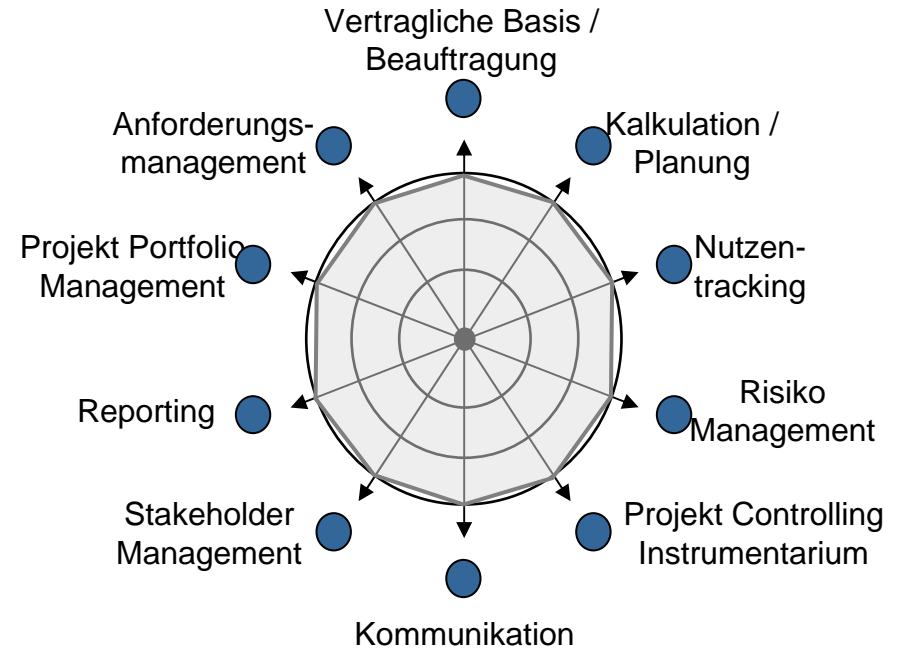 Vertragliche Basis /
Beauftragung
Anforderungs-
management
Kalkulation /
Planung
Projekt Portfolio
Management
Nutzen-
tracking
Reporting
Risiko
Management
Stakeholder
Management
Projekt Controlling
Instrumentarium
Kommunikation